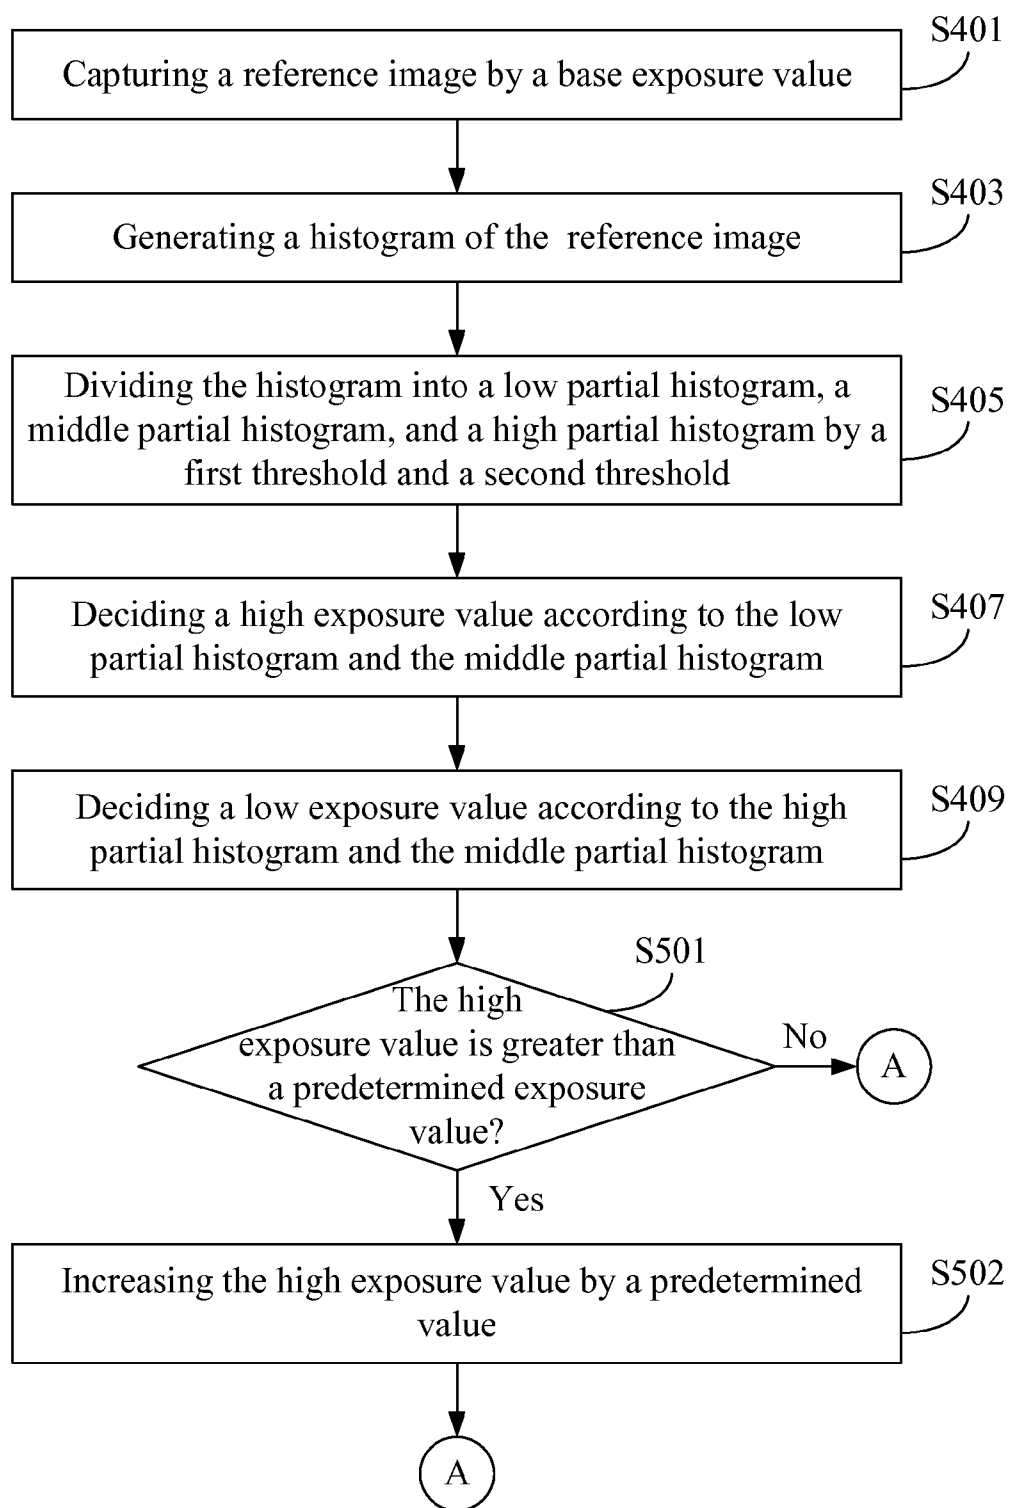 S401
Capturing a reference image by a base exposure value
S403
Generating a histogram of the reference image
Dividing the histogram into a low partial histogram, a
S405
middle partial histogram, and a high partial histogram by a
first threshold and a second threshold
Deciding a high exposure value according to the low
S407
partial histogram and the middle partial histogram
Deciding a low exposure value according to the high
S409
partial histogram and the middle partial histogram
S501
The high
exposure value is greater than
a predetermined exposure
value?
No
A
Yes
Increasing the high exposure value by a predetermined
value
S502
A